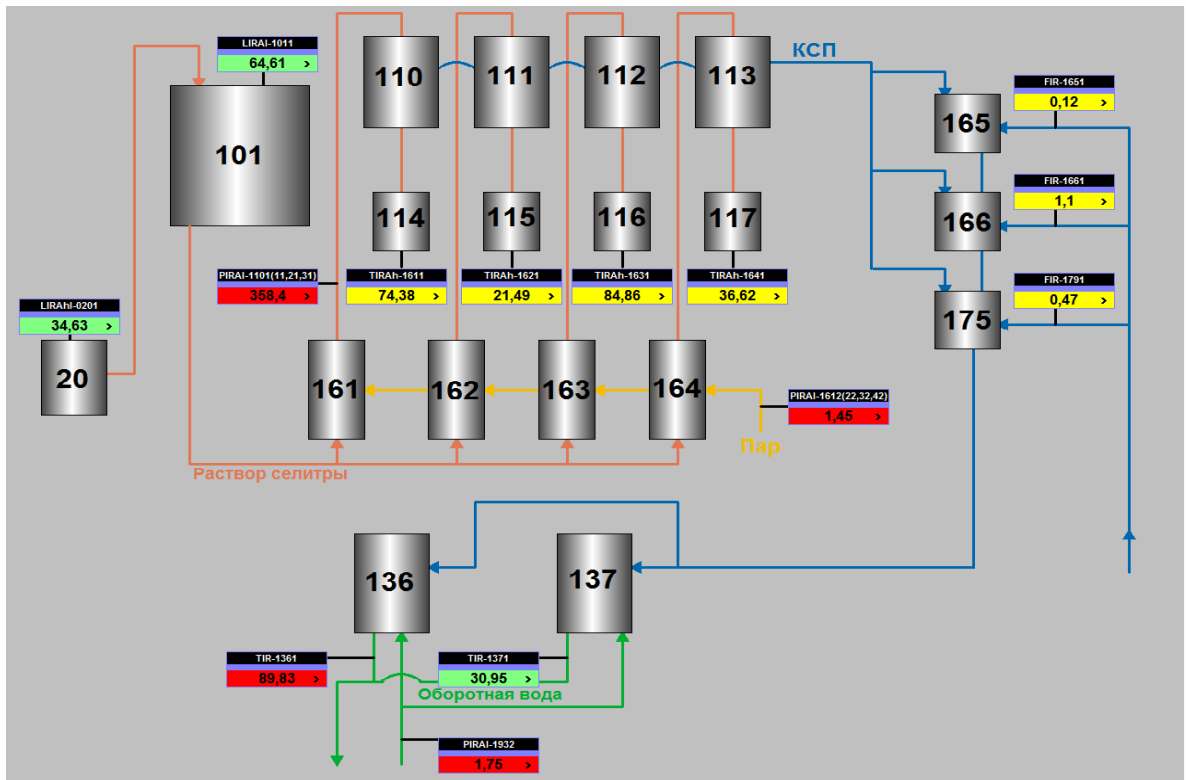 LIRAI-1011
64,61 >
101
110
111
112
113
КСП
FIR-1651
0,12 >
165
114
115
116
117
FIR-1661
1,1 >
166
PIRAI-1101(11,21,31)
358,4 >
TIRAh-1611
74,38 >
TIRAh-1621
21,49 >
TIRAh-1631
84,86 >
TIRAh-1641
36,62 >
FIR-1791
0,47 >
175
LIRAhl-0201
34,63 >
20
161
162
163
164
PIRAI-1612(22,32,42)
1,45 >
Пар
Раствор селитры
136
137
TIR-1361
89,83 >
TIR-1371
30,95 >
Оборотная вода
PIRAI-1932
1,75 >